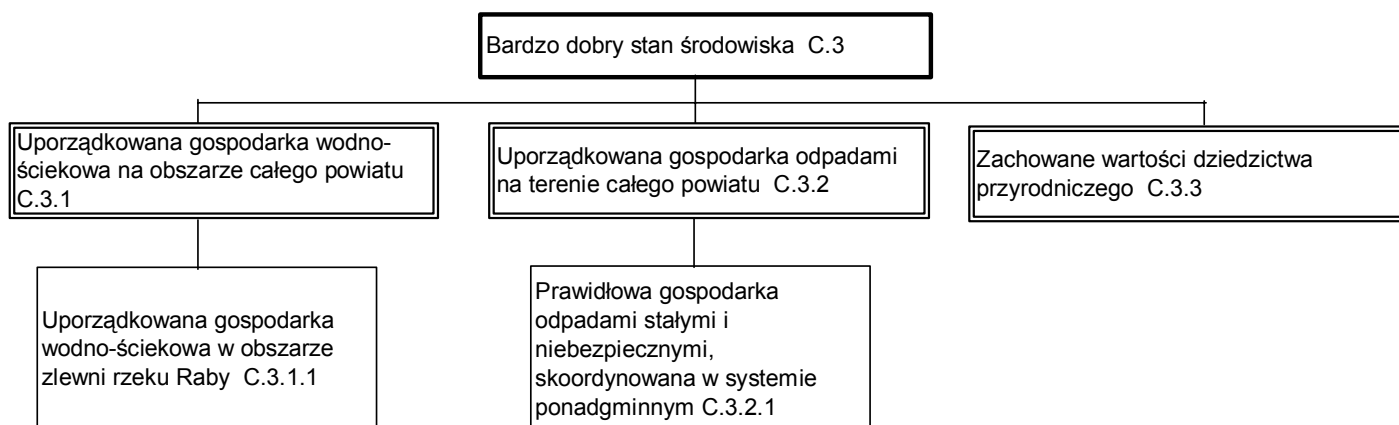 Bardzo dobry stan środowiska C.3
Uporządkowana gospodarka wodno-
ściekowa na obszarze całego powiatu
C.3.1
Uporządkowana gospodarka odpadami
na terenie całego powiatu C.3.2
Zachowane wartości dziedzictwa
przyrodniczego C.3.3
Uporządkowana gospodarka
wodno-ściekowa w obszarze
zlewni rzeku Raby C.3.1.1
Prawidłowa gospodarka
odpadami stałymi i
niebezpiecznymi,
skoordynowana w systemie
ponadgminnym C.3.2.1